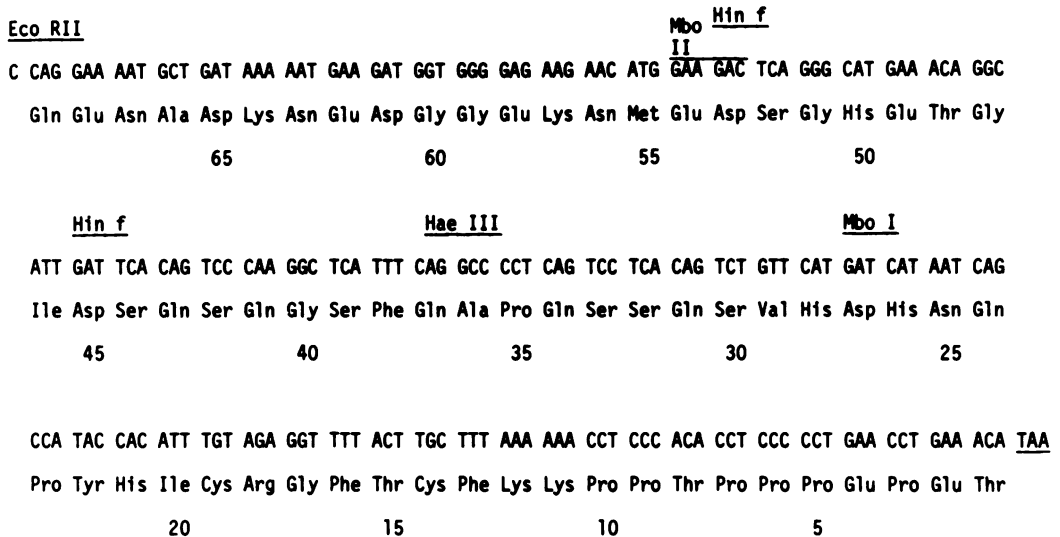 Eco RII
Mbo II Hin f
C CAG GAA AAT GCT GAT AAA AAT GAA GAT GGT GGG GAG AAG AAC ATG GAA GAC TCA GGG CAT GAA ACA GGC
Gln Glu Asn Ala Asp Lys Asn Glu Asp Gly Gly Glu Lys Asn Met Glu Asp Ser Gly His Glu Thr Gly
65 60 55 50
Hin f Hae III Mbo I
ATT GAT TCA CAG TCC CAA GGC TCA TTT CAG GCC CCT CAG TCC TCA CAG TCT GTT CAT GAT CAT AAT CAG
Ile Asp Ser Gln Ser Gln Gly Ser Phe Gln Ala Pro Gln Ser Ser Gln Ser Val His Asp His Asn Gln
45 40 35 30 25
CCA TAC CAC ATT TGT AGA GGT TTT ACT TGC TTT AAA AAA CCT CCC ACA CCT CCC CCT GAA CCT GAA ACA TAA
Pro Tyr His Ile Cys Arg Gly Phe Thr Cys Phe Lys Lys Pro Pro Thr Pro Pro Pro Glu Pro Glu Thr
20 15 10 5